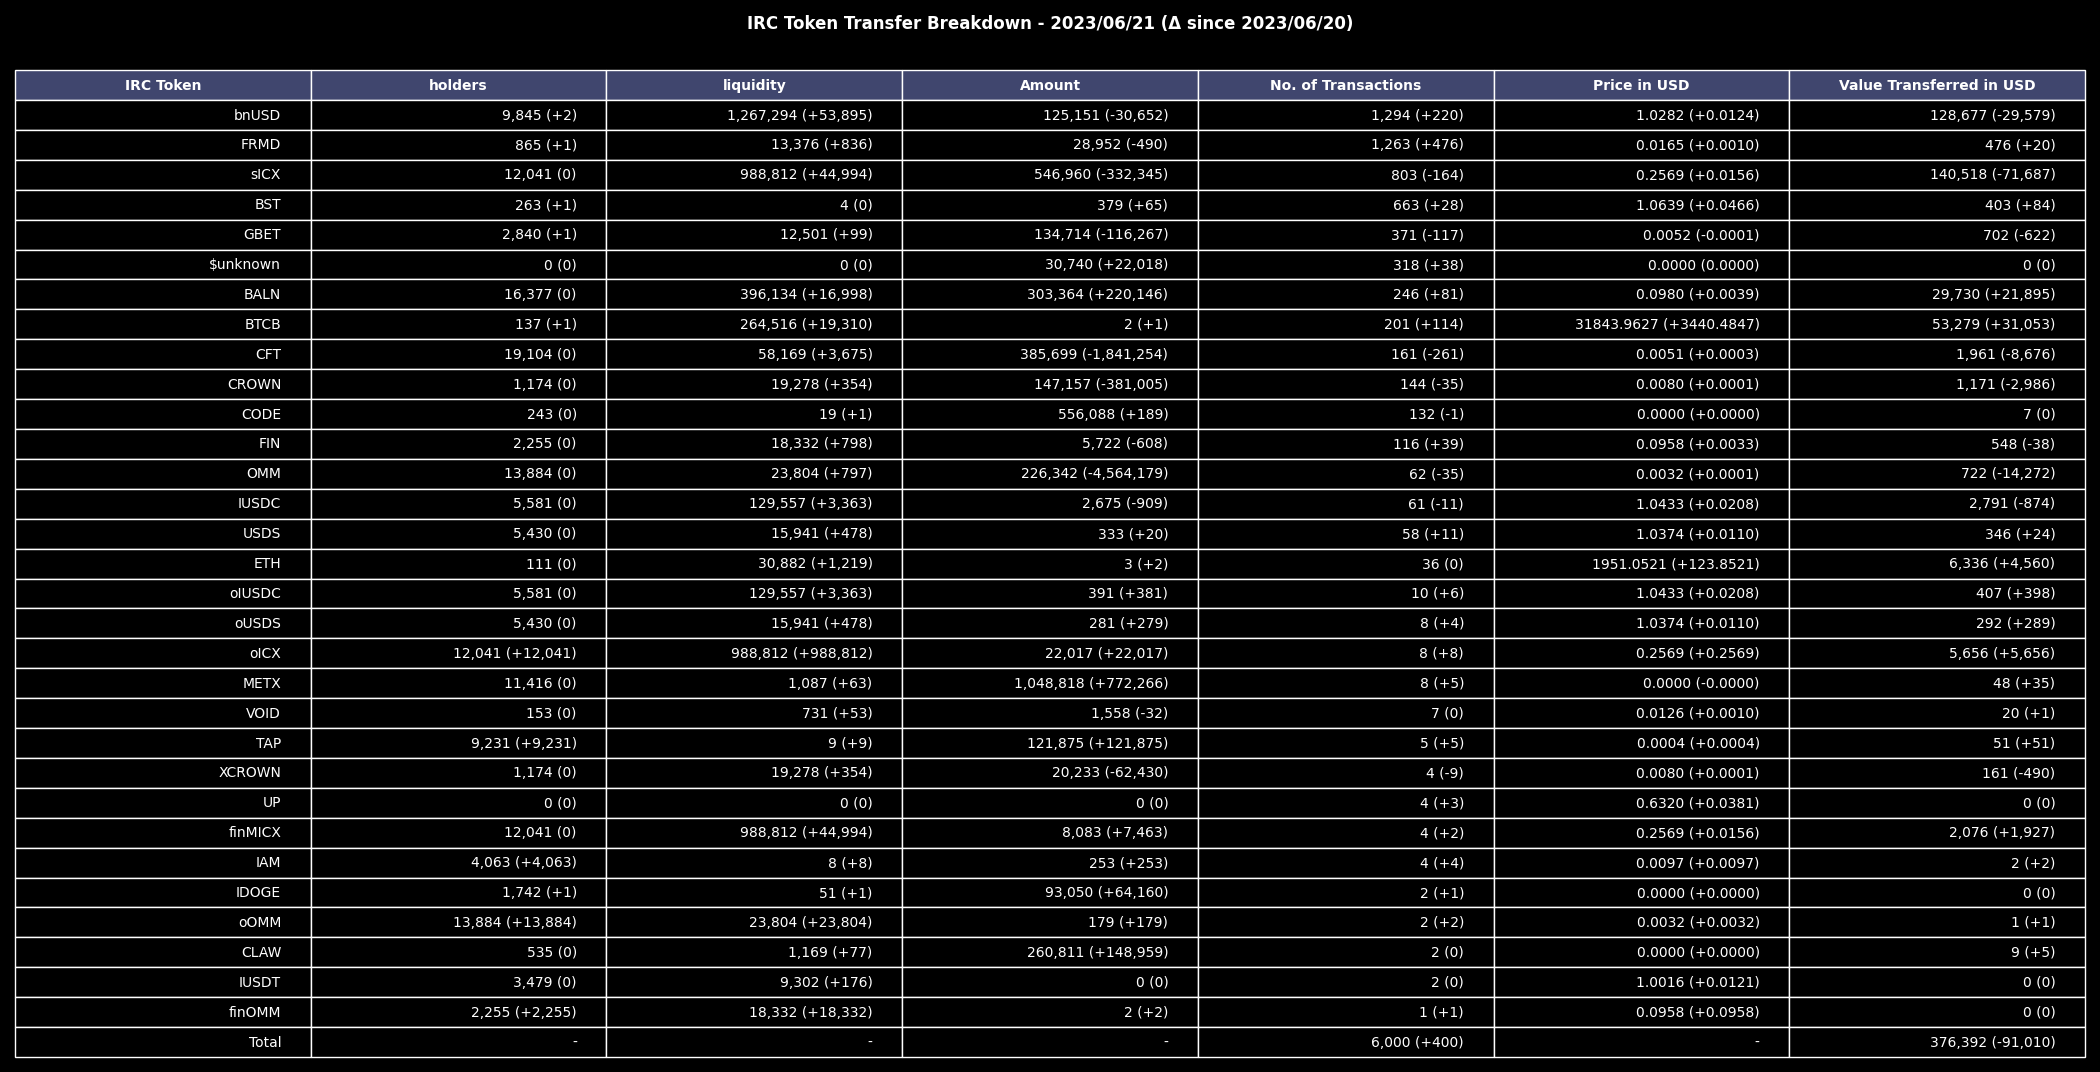 IRC Token Transfer Breakdown - 2023/06/21 (Δ since 2023/06/20)
IRC Token holders liquidity Amount No. of Transactions Price in USD Value Transferred in USD
bnUSD 9,845 (+2) 1,267,294 (+53,895) 125,151 (-30,652) 1,294 (+220) 1.0282 (+0.0124) 128,677 (-29,579)
FRMD 865 (+1) 13,376 (+836) 28,952 (-490) 1,263 (+476) 0.0165 (+0.0010) 476 (+20)
sICX 12,041 (0) 988,812 (+44,994) 546,960 (-332,345) 803 (-164) 0.2569 (+0.0156) 140,518 (-71,687)
BST 263 (+1) 4 (0) 379 (+65) 663 (+28) 1.0639 (+0.0466) 403 (+84)
GBET 2,840 (+1) 12,501 (+99) 134,714 (-116,267) 371 (-117) 0.0052 (-0.0001) 702 (-622)
$unknown 0 (0) 0 (0) 30,740 (+22,018) 318 (+38) 0.0000 (0.0000) 0 (0)
BALN 16,377 (0) 396,134 (+16,998) 303,364 (+220,146) 246 (+81) 0.0980 (+0.0039) 29,730 (+21,895)
BTCB 137 (+1) 264,516 (+19,310) 2 (+1) 201 (+114) 31843.9627 (+3440.4847) 53,279 (+31,053)
CFT 19,104 (0) 58,169 (+3,675) 385,699 (-1,841,254) 161 (-261) 0.0051 (+0.0003) 1,961 (-8,676)
CROWN 1,174 (0) 19,278 (+354) 147,157 (-381,005) 144 (-35) 0.0080 (+0.0001) 1,171 (-2,986)
CODE 243 (0) 19 (+1) 556,088 (+189) 132 (-1) 0.0000 (+0.0000) 7 (0)
FIN 2,255 (0) 18,332 (+798) 5,722 (-608) 116 (+39) 0.0958 (+0.0033) 548 (-38)
OMM 13,884 (0) 23,804 (+797) 226,342 (-4,564,179) 62 (-35) 0.0032 (+0.0001) 722 (-14,272)
IUSDC 5,581 (0) 129,557 (+3,363) 2,675 (-909) 61 (-11) 1.0433 (+0.0208) 2,791 (-874)
USDS 5,430 (0) 15,941 (+478) 333 (+20) 58 (+11) 1.0374 (+0.0110) 346 (+24)
ETH 111 (0) 30,882 (+1,219) 3 (+2) 36 (0) 1951.0521 (+123.8521) 6,336 (+4,560)
oIUSDC 5,581 (0) 129,557 (+3,363) 391 (+381) 10 (+6) 1.0433 (+0.0208) 407 (+398)
oUSDS 5,430 (0) 15,941 (+478) 281 (+279) 8 (+4) 1.0374 (+0.0110) 292 (+289)
oICX 12,041 (+12,041) 988,812 (+988,812) 22,017 (+22,017) 8 (+8) 0.2569 (+0.2569) 5,656 (+5,656)
METX 11,416 (0) 1,087 (+63) 1,048,818 (+772,266) 8 (+5) 0.0000 (-0.0000) 48 (+35)
VOID 153 (0) 731 (+53) 1,558 (-32) 7 (0) 0.0126 (+0.0010) 20 (+1)
TAP 9,231 (+9,231) 9 (+9) 121,875 (+121,875) 5 (+5) 0.0004 (+0.0004) 51 (+51)
XCROWN 1,174 (0) 19,278 (+354) 20,233 (-62,430) 4 (-9) 0.0080 (+0.0001) 161 (-490)
UP 0 (0) 0 (0) 0 (0) 4 (+3) 0.6320 (+0.0381) 0 (0)
finMICX 12,041 (0) 988,812 (+44,994) 8,083 (+7,463) 4 (+2) 0.2569 (+0.0156) 2,076 (+1,927)
IAM 4,063 (+4,063) 8 (+8) 253 (+253) 4 (+4) 0.0097 (+0.0097) 2 (+2)
IDOGE 1,742 (+1) 51 (+1) 93,050 (+64,160) 2 (+1) 0.0000 (+0.0000) 0 (0)
oOMM 13,884 (+13,884) 23,804 (+23,804) 179 (+179) 2 (+2) 0.0032 (+0.0032) 1 (+1)
CLAW 535 (0) 1,169 (+77) 260,811 (+148,959) 2 (0) 0.0000 (+0.0000) 9 (+5)
IUSDT 3,479 (0) 9,302 (+176) 0 (0) 2 (0) 1.0016 (+0.0121) 0 (0)
finOMM 2,255 (+2,255) 18,332 (+18,332) 2 (+2) 1 (+1) 0.0958 (+0.0958) 0 (0)
Total - - - 6,000 (+400) - 376,392 (-91,010)